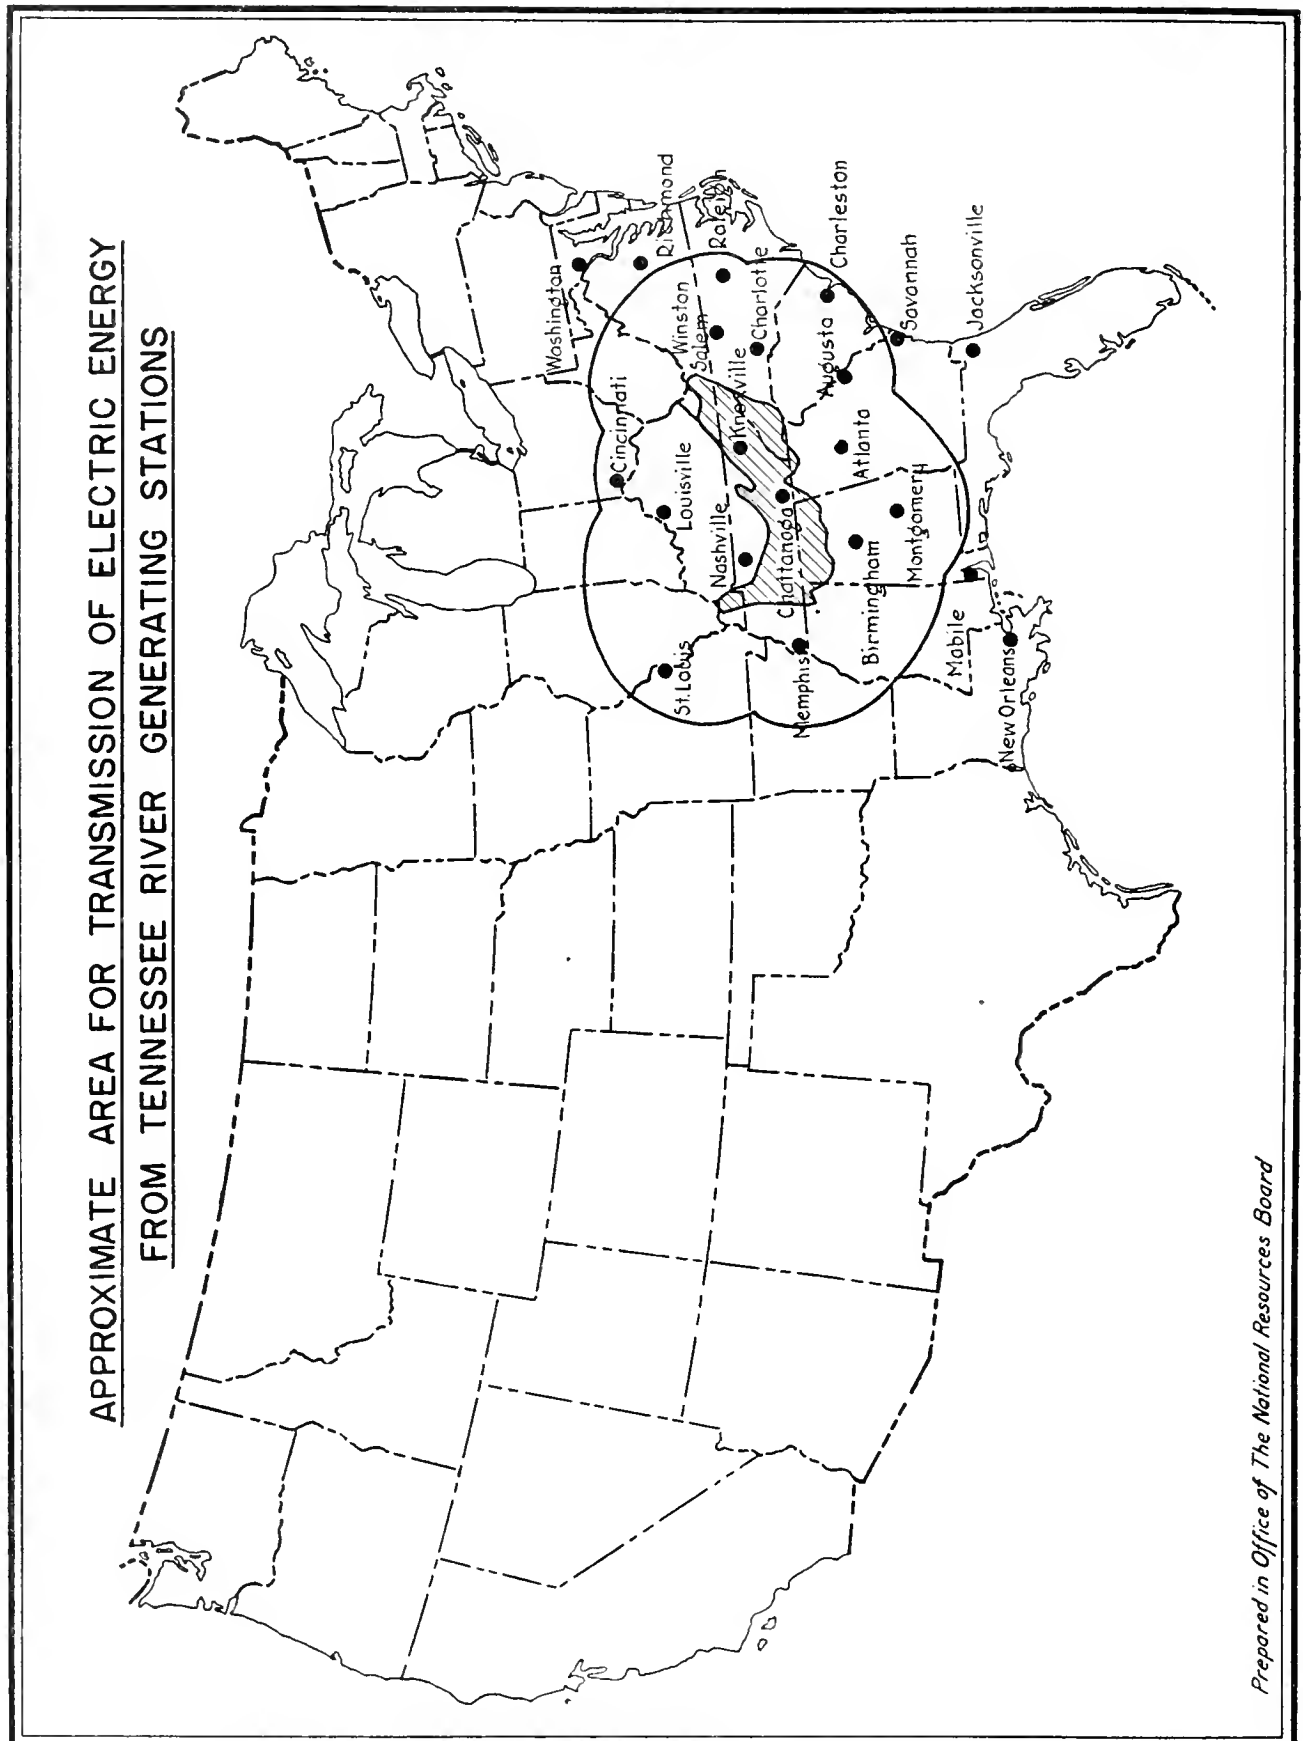 APPROXIMATE AREA FOR TRANSMISSION OF ELECTRIC ENERGY
FROM TENNESSEE RIVER GENERATING STATIONS
Washington
Richmond
Cincinnati
Louisville
St. Louis
Winston
Salem
Raleigh
Charlotte
Knoxville
Nashville
Chattanooga
Memphis
Charleston
Augusta
Atlanta
Birmingham
Savannah
Montgomery
Jacksonville
Mobile
New Orleans
Prepared in Office of The National Resources Board